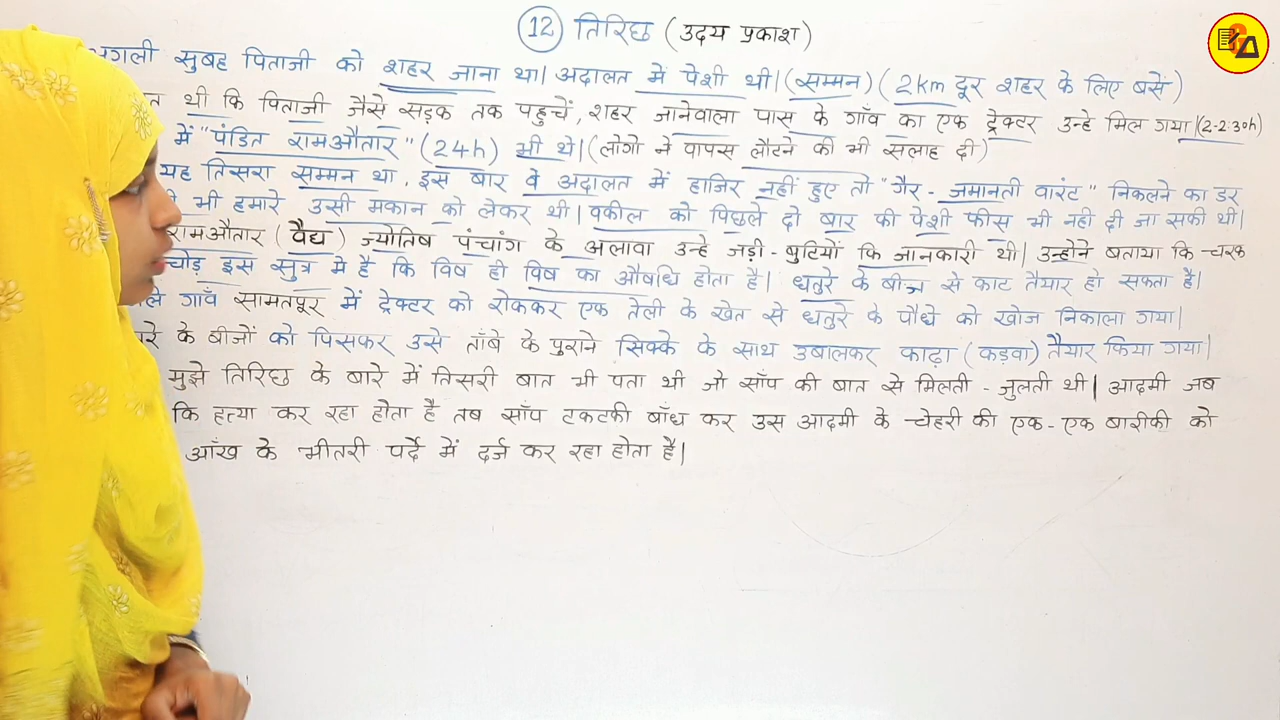 12 तिरिछ (उदय प्रकाश)
अगली सुबह पिताजी को शहर जाना था। अदालत में पेशी थी। (सम्मन) (2km दूर शहर के लिए बसें)
थी कि पिताजी जैसे सड़क तक पहुचें, शहर जानेवाला पास के गाँव का एक ट्रेक्टर उन्हे मिल गया। (2-2:30h)
में "पंडित रामऔतार" (24h) भी थे। (लोगो ने वापस लौटने की भी सलाह दी)
यह तिसरा सम्मन था, इस बार वे अदालत में हाजिर नहीं हुए तो "गैर - जमानती वारंट" निकलने का डर
भी हमारे उसी मकान को लेकर थी। वकील को पिछले दो बार की पेशी फीस भी नही दी जा सकी थी।
रामऔतार (वैद्य) ज्योतिष पंचांग के अलावा उन्हे जड़ी - बुटियों कि जानकारी थी। उन्होने बताया कि चरक
इस सुत्र में है कि विष ही विष का औषधि होता है। धतुरे के बीज से काट तैयार हो सकता है।
गाँव सामतपूर में ट्रेक्टर को रोककर एक तेली के खेत से धतुरे के पौधे को खोज निकाला गया।
के बीजों को पिसकर उसे ताँबे के पुराने सिक्के के साथ उबालकर काढ़ा (कड़वा) तैयार किया गया।
मुझे तिरिछ के बारे में तिसरी बात भी पता थी जो साँप की बात से मिलती - जुलती थी। आदमी जब
कि हत्या कर रहा होता है तब साँप टकटकी बाँध कर उस आदमी के चेहरी की एक - एक बारीकी को
आँख के भीतरी पर्दे में दर्ज कर रहा होता है।